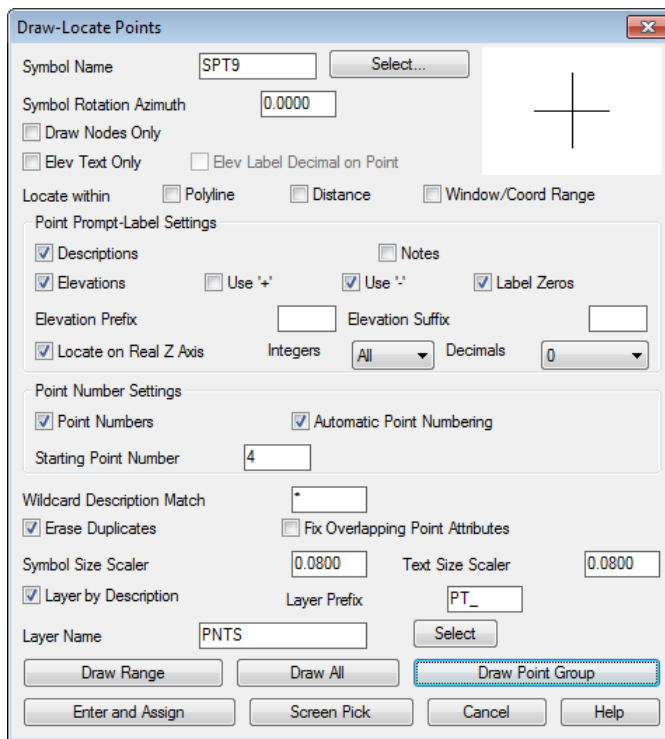 Draw-Locate Points
Symbol Name SPT9 Select...
Symbol Rotation Azimuth 0.0000
Draw Nodes Only
Elev Text Only Elev Label Decimal on Point
Locate within Polyline Distance Window/Coord Range
Point Prompt-Label Settings
Descriptions Notes
Elevations Use '+' Use '-' Label Zeros
Elevation Prefix Elevation Suffix
Locate on Real Z Axis Integers All Decimals 0
Point Number Settings
Point Numbers Automatic Point Numbering
Starting Point Number 4
Wildcard Description Match *
Erase Duplicates Fix Overlapping Point Attributes
Symbol Size Scaler 0.0800 Text Size Scaler 0.0800
Layer by Description Layer Prefix PT_
Layer Name PNTS Select
Draw Range Draw All Draw Point Group
Enter and Assign Screen Pick Cancel Help